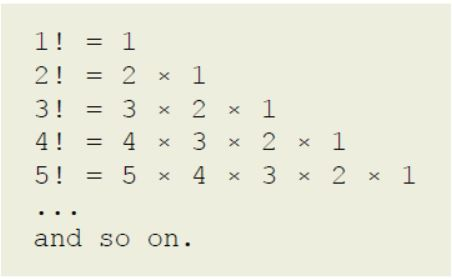 1! = 1
2! = 2 × 1
3! = 3 × 2 × 1
4! = 4 × 3 × 2 × 1
5! = 5 × 4 × 3 × 2 × 1
...
and so on.